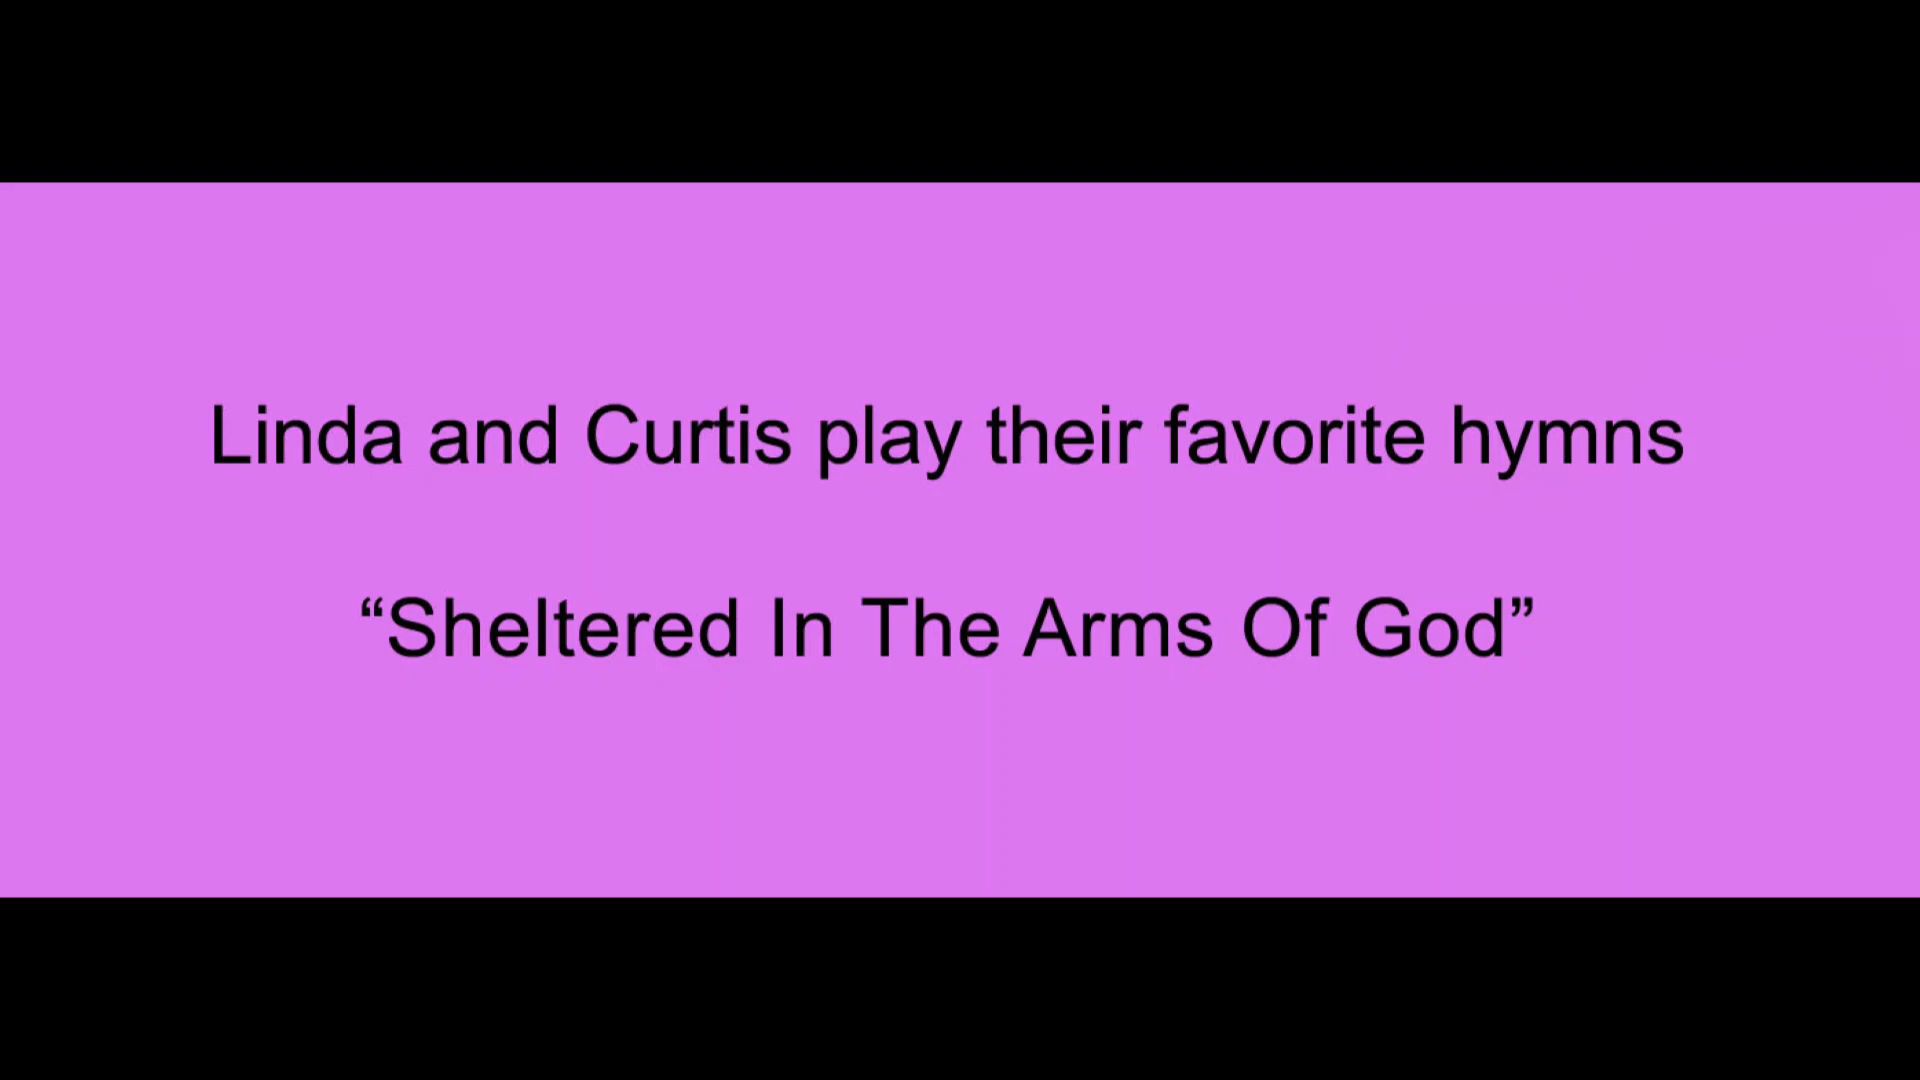 Linda and Curtis play their favorite hymns
“Sheltered In The Arms Of God”